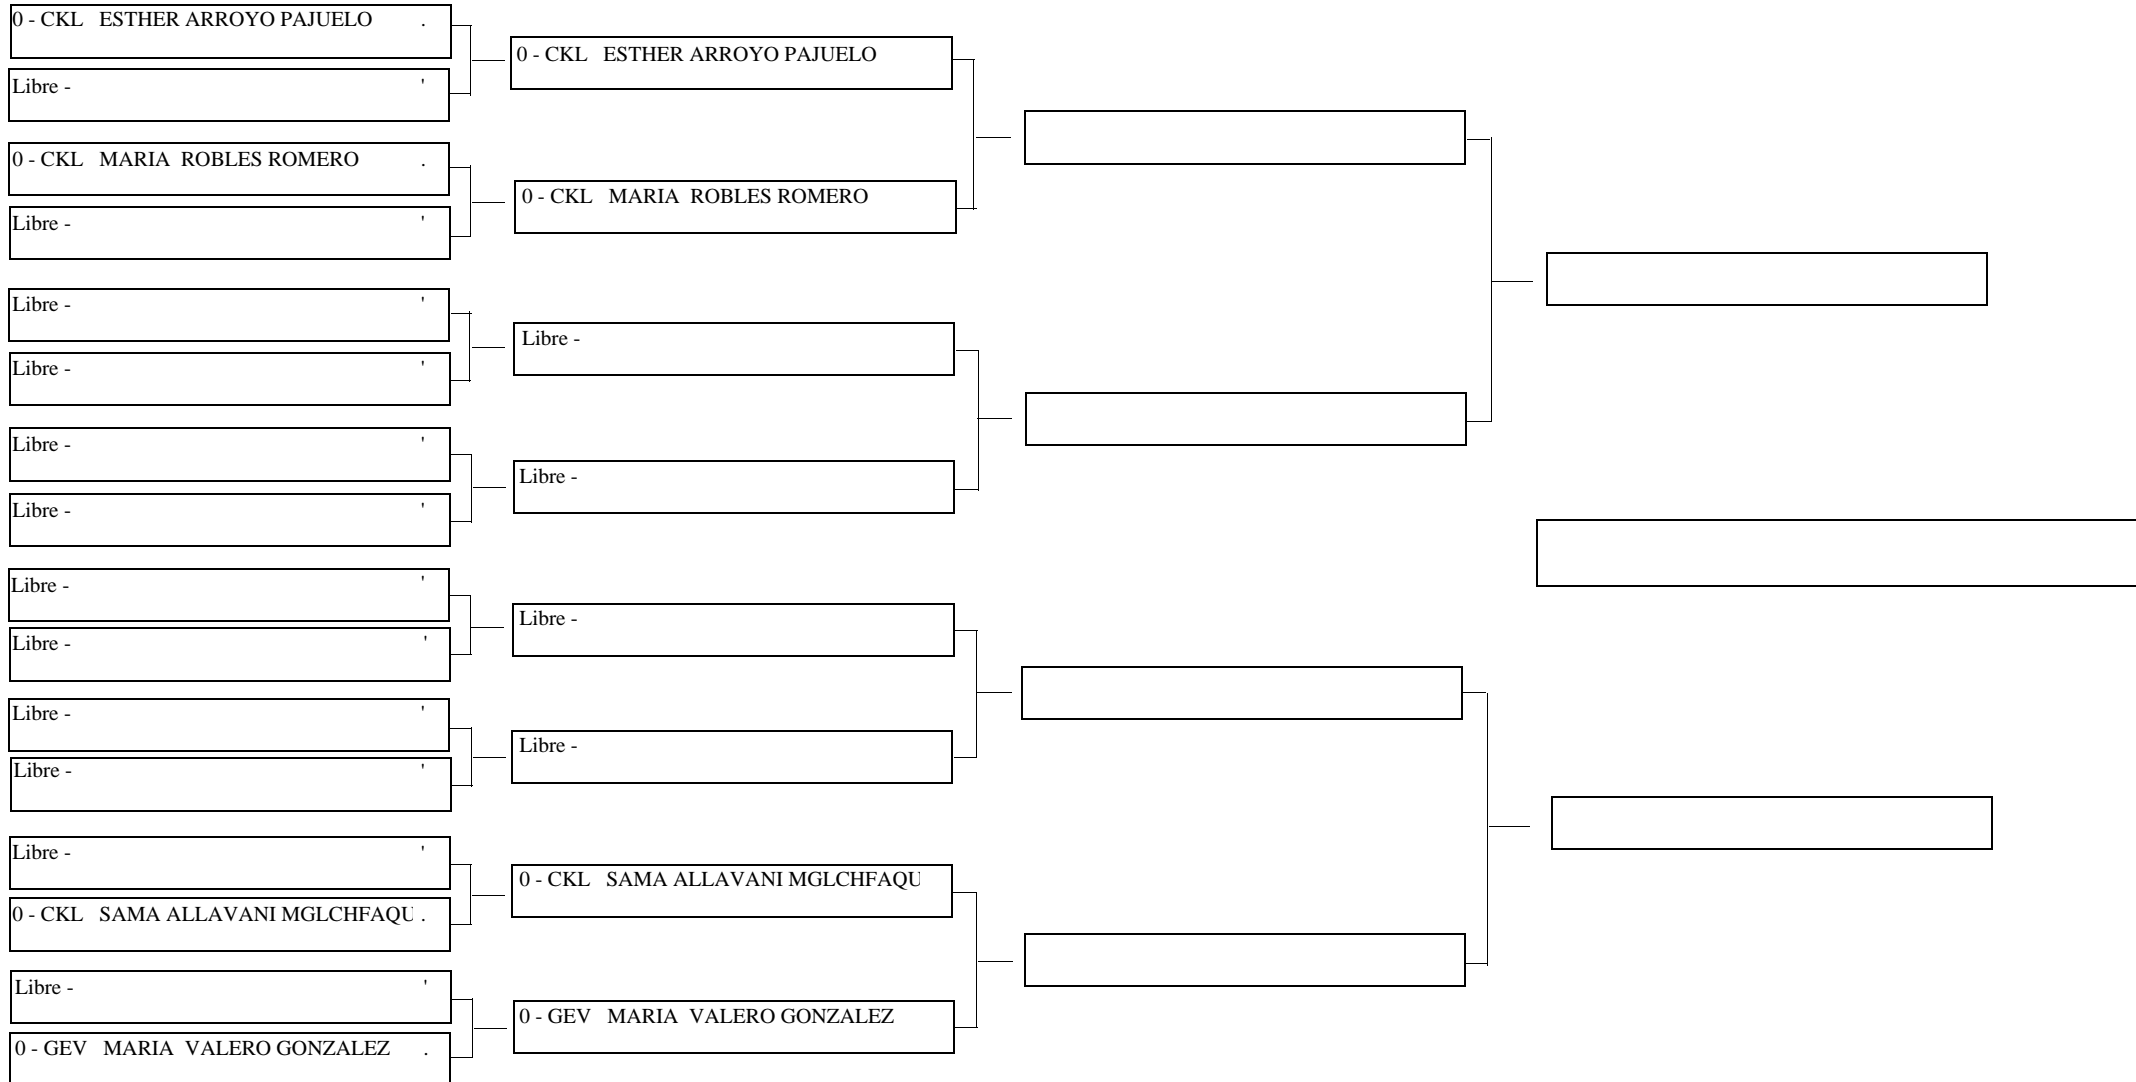 0 - CKL ESTHER ARROYO PAJUELO .
Libre - '
0 - CKL MARIA ROBLES ROMERO .
Libre - '
Libre - '
Libre - '
Libre - '
Libre - '
Libre - '
Libre - '
Libre - '
Libre - '
Libre - '
0 - CKL SAMA ALLAVANI MGLCHFAQU .
Libre - '
0 - GEV MARIA VALERO GONZALEZ .
0 - CKL ESTHER ARROYO PAJUELO
0 - CKL MARIA ROBLES ROMERO
Libre -
Libre -
Libre -
Libre -
0 - CKL SAMA ALLAVANI MGLCHFAQU
0 - GEV MARIA VALERO GONZALEZ